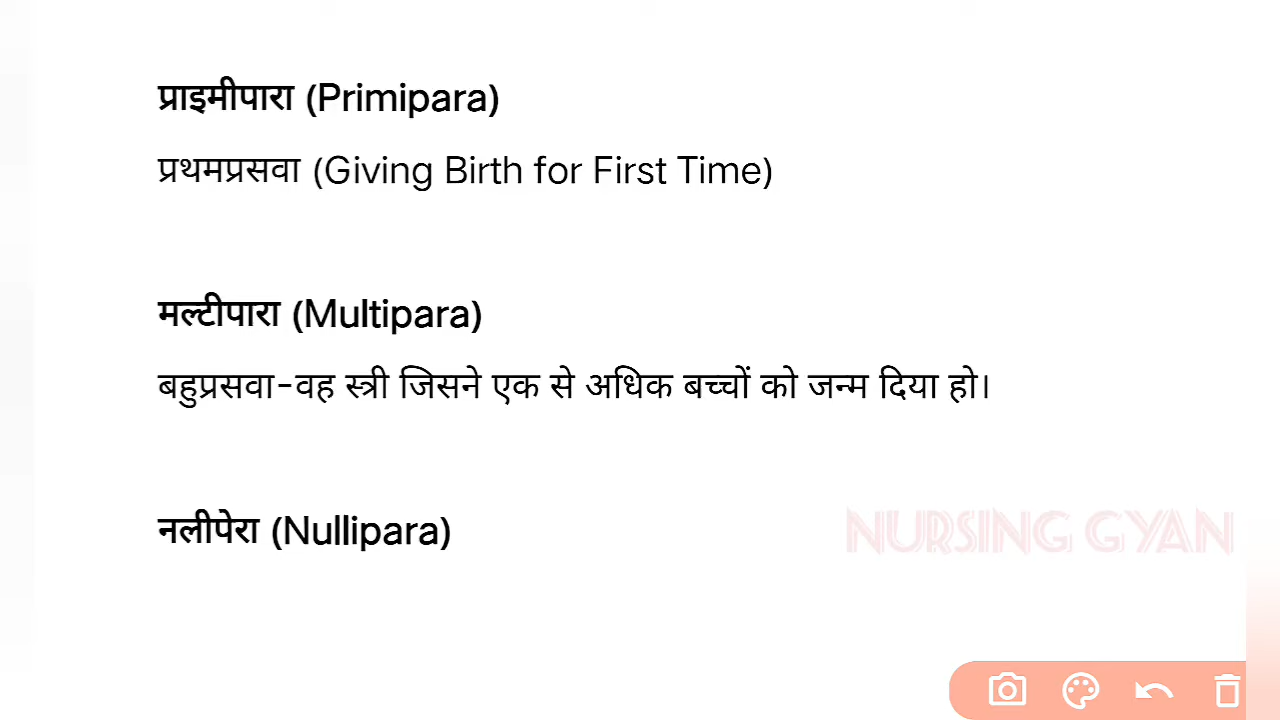 प्राइमीपारा (Primipara)
प्रथमप्रसवा (Giving Birth for First Time)
मल्टीपारा (Multipara)
बहुप्रसवा-वह स्त्री जिसने एक से अधिक बच्चों को जन्म दिया हो।
नलीपेरा (Nullipara)
NURSING GYAN